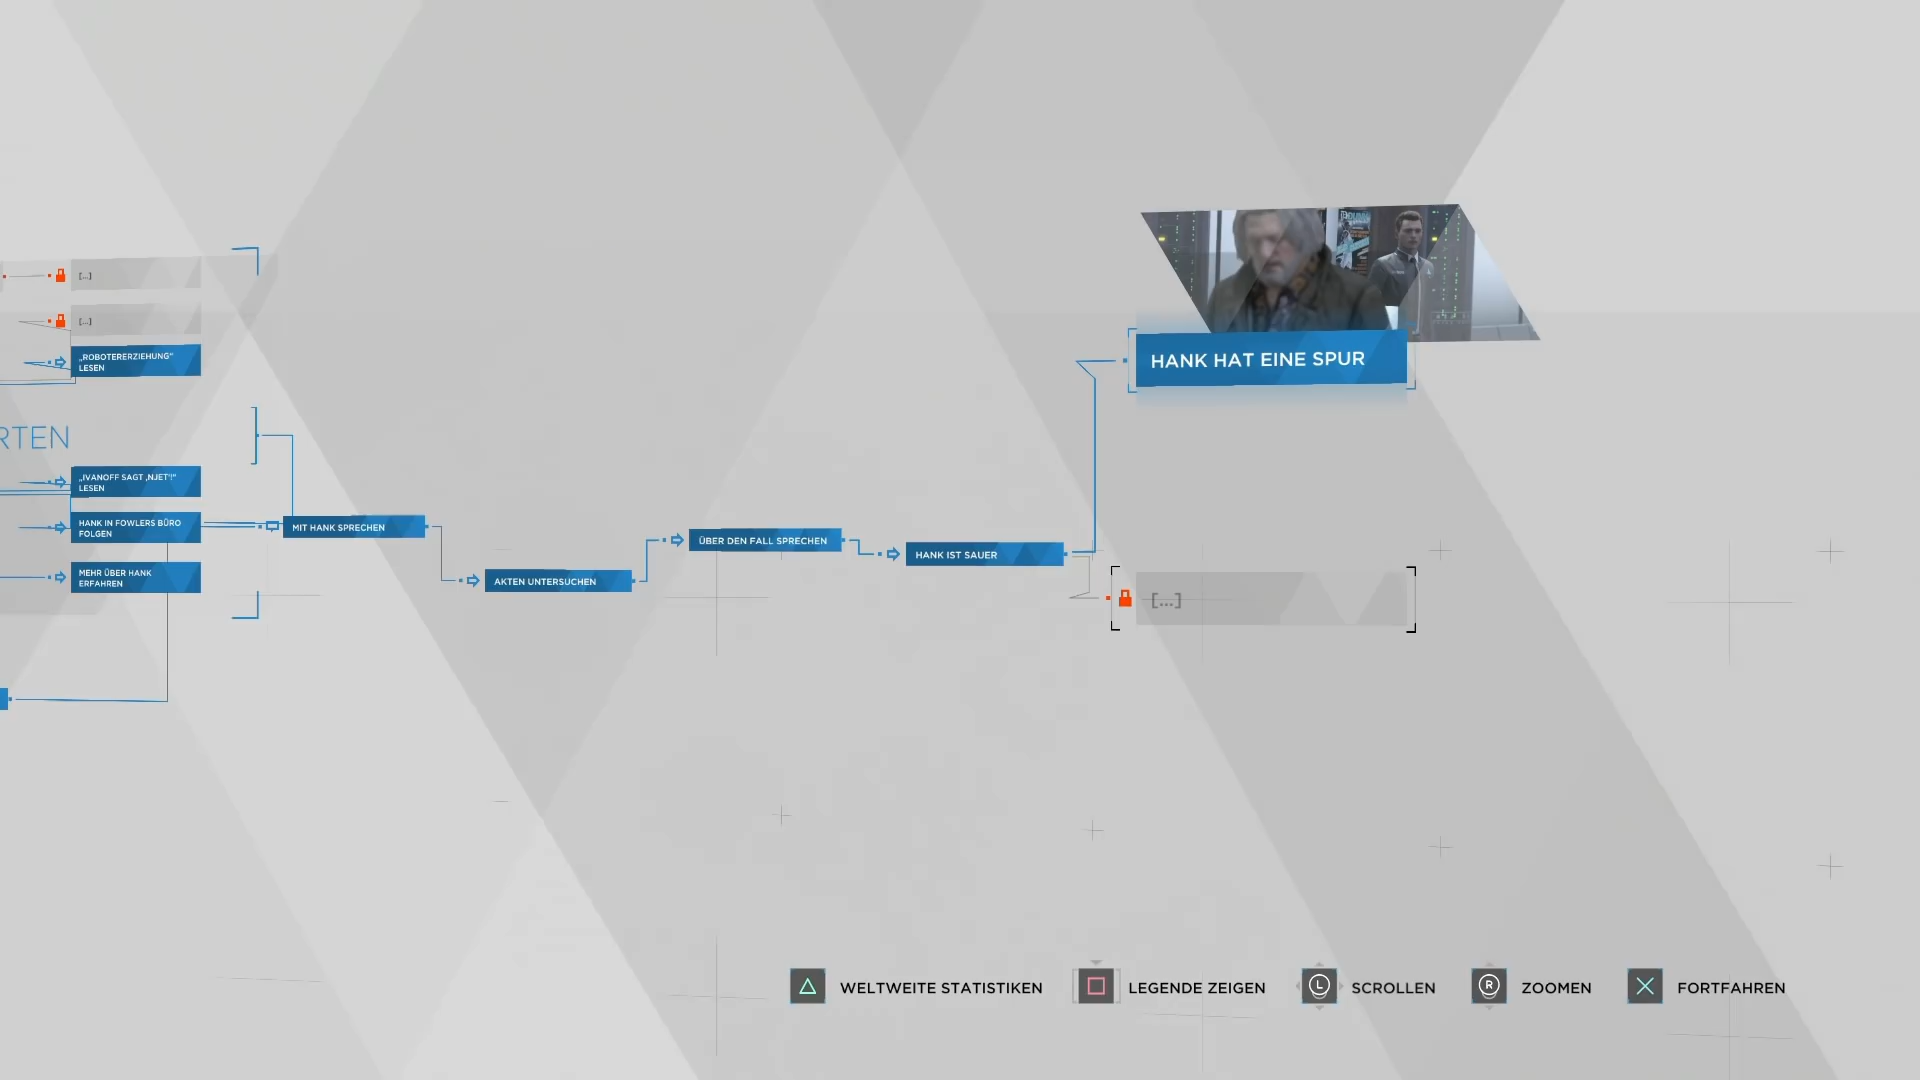 [...]
[...]
„ROBOTERERZIEHUNG“
LESEN
RTEN
„IVANOFF SAGT ‚NJET‘!“
LESEN
HANK IN FOWLERS BÜRO
FOLGEN
MEHR ÜBER HANK
ERFAHREN
MIT HANK SPRECHEN
AKTEN UNTERSUCHEN
ÜBER DEN FALL SPRECHEN
HANK IST SAUER
HANK HAT EINE SPUR
[...]
WELTWEITE STATISTIKEN
LEGENDE ZEIGEN
L
SCROLLEN
R
ZOOMEN
FORTFAHREN